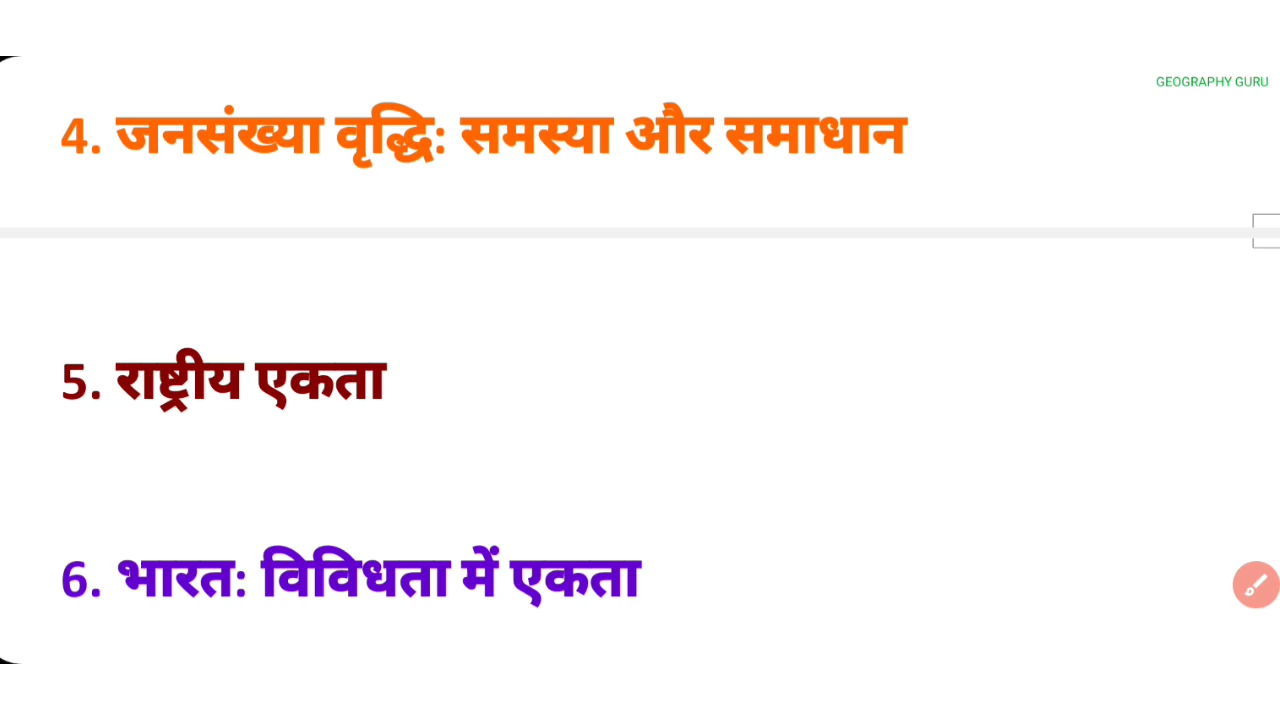 GEOGRAPHY GURU
4. जनसंख्या वृद्धि: समस्या और समाधान
5. राष्ट्रीय एकता
6. भारत: विविधता में एकता